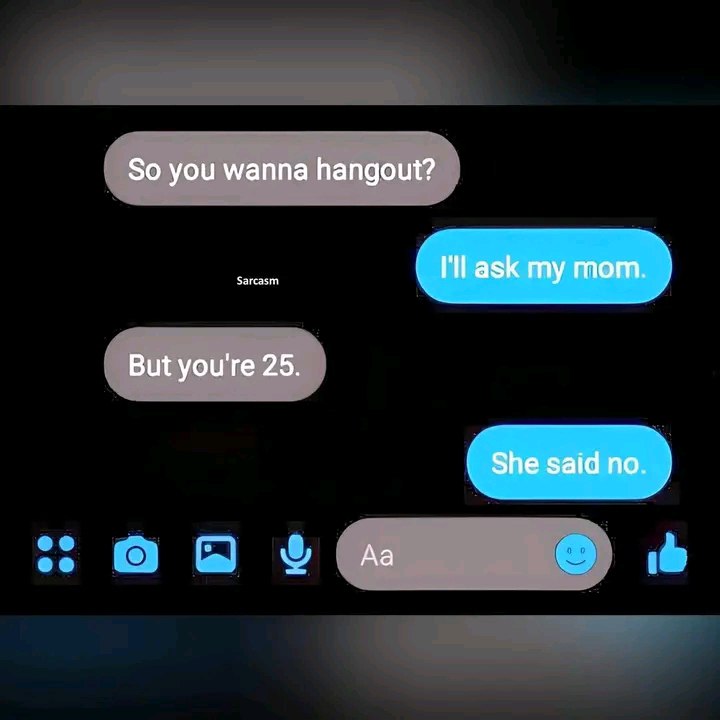 So you wanna hangout?
I'll ask my mom.
Sarcasm
But you're 25.
She said no.
Aa